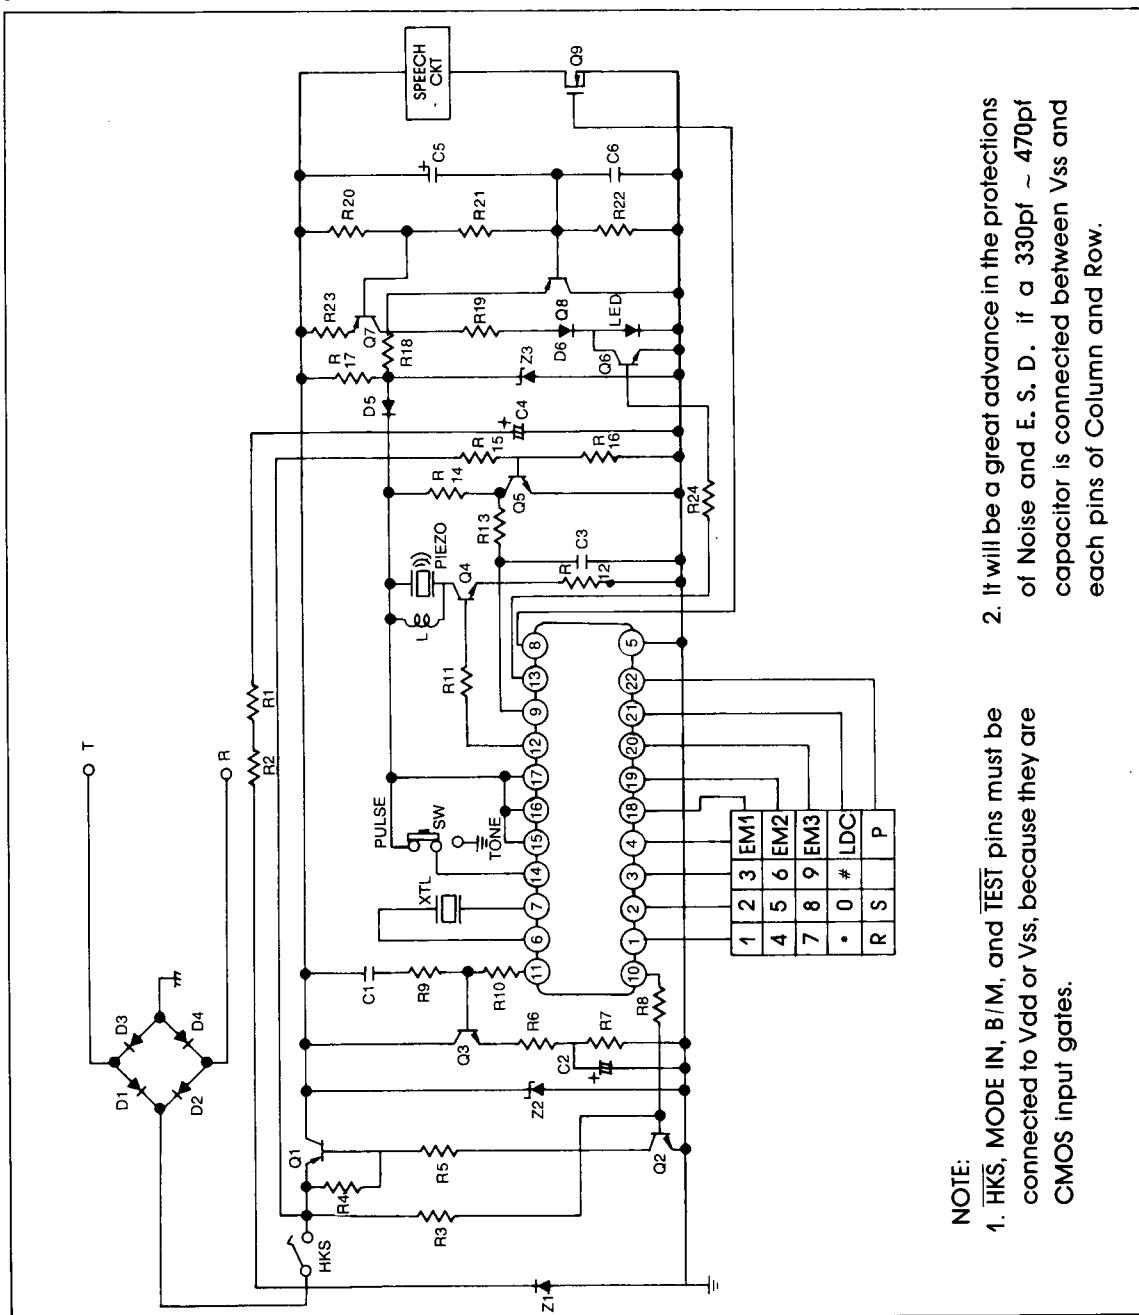 T
R
D1
D3
D2
D4
HKS
R1
R2
Q1
R4
R3
R5
Q2
Z1
Z2
C1
R9
Q3
R10
R6
C2
+
R7
R8
XTL
PULSE
SW
TONE
L
PIEZO
R11
Q4
R
12
C3
R13
R
14
Q5
R
15
R
16
C4
+
D5
R
17
R18
Z3
R23
Q7
R19
Q8
D6
LED
Q6
R24
R20
R21
R22
C5
+
C6
SPEECH
CKT
Q9
11
6
7
14
15
16
17
12
9
13
8
10
1
2
3
4
18
19
20
21
22
5
1 2 3 EM1
4 5 6 EM2
7 8 9 EM3
* 0 # LDC
R S P
NOTE:
1. HKS, MODE IN, B/M, and TEST pins must be
connected to Vdd or Vss, because they are
CMOS input gates.
2. It will be a great advance in the protections
of Noise and E. S. D. if a 330pf ~ 470pf
capacitor is connected between Vss and
each pins of Column and Row.